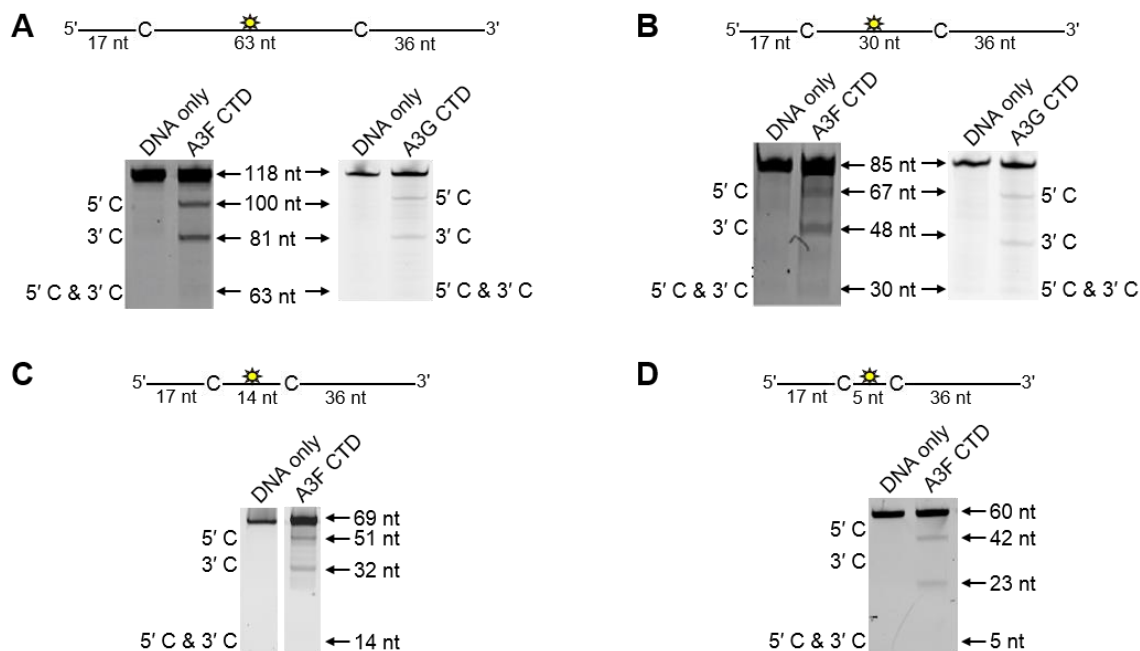 A
5' C C 3'
17 nt 63 nt 36 nt
DNA only
A3F CTD
DNA only
A3G CTD
118 nt
5′ C 100 nt 5′ C
3′ C 81 nt 3′ C
5′ C & 3′ C 63 nt 5′ C & 3′ C
B
5' C C 3'
17 nt 30 nt 36 nt
DNA only
A3F CTD
DNA only
A3G CTD
85 nt
5′ C 67 nt 5′ C
3′ C 48 nt 3′ C
5′ C & 3′ C 30 nt 5′ C & 3′ C
C
5' C C 3'
17 nt 14 nt 36 nt
DNA only
A3F CTD
69 nt
5′ C 51 nt
3′ C 32 nt
5′ C & 3′ C 14 nt
D
5' C C 3'
17 nt 5 nt 36 nt
DNA only
A3F CTD
60 nt
5′ C 42 nt
3′ C 23 nt
5′ C & 3′ C 5 nt